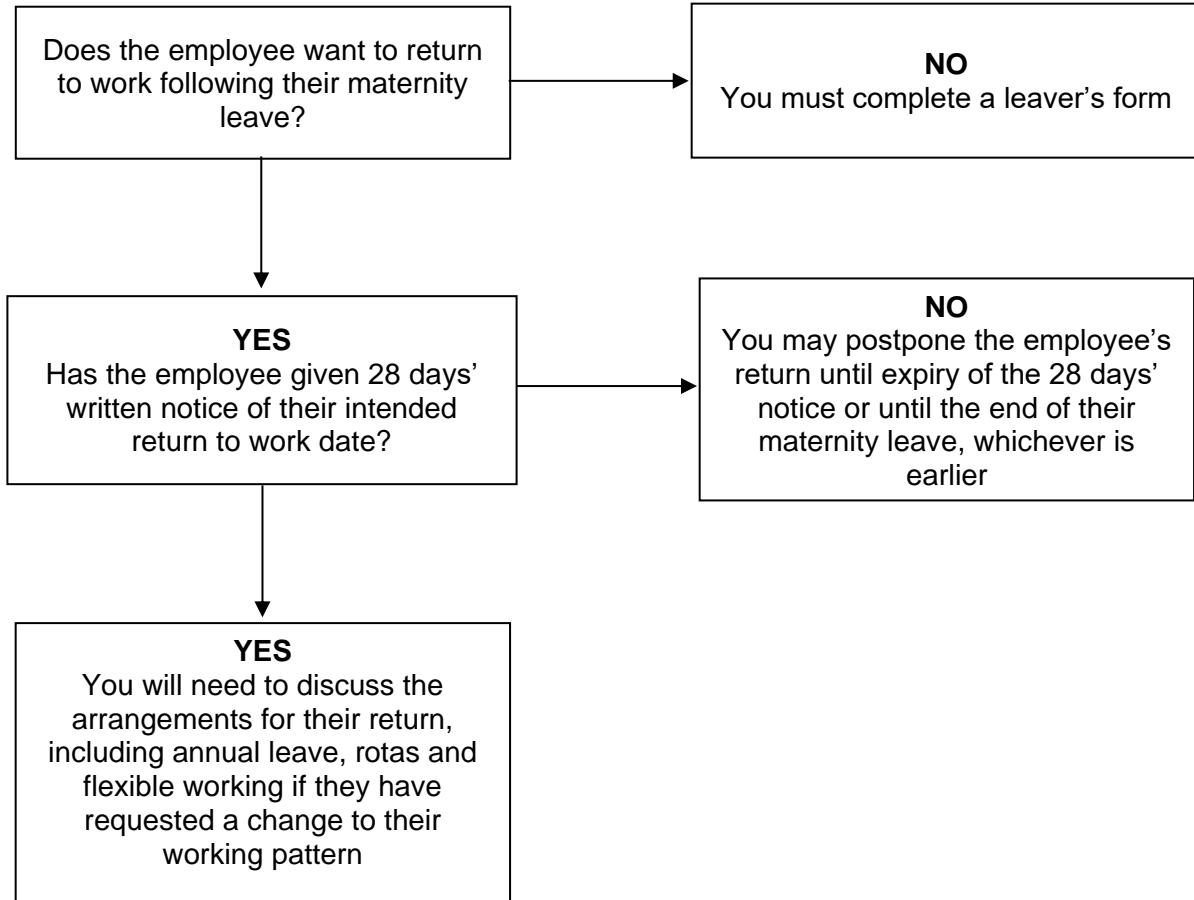 Does the employee want to return
to work following their maternity
leave?
NO
You must complete a leaver’s form
YES
Has the employee given 28 days’
written notice of their intended
return to work date?
NO
You may postpone the employee’s
return until expiry of the 28 days’
notice or until the end of their
maternity leave, whichever is
earlier
YES
You will need to discuss the
arrangements for their return,
including annual leave, rotas and
flexible working if they have
requested a change to their
working pattern